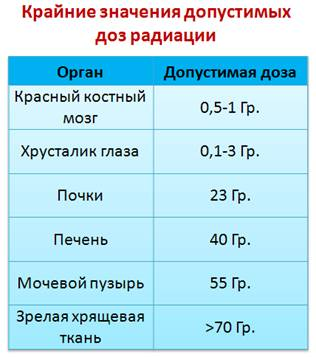 Крайние значения допустимых
доз радиации
Орган Допустимая доза
Красный костный
мозг
0,5-1 Гр.
Хрусталик глаза 0,1-3 Гр.
Почки 23 Гр.
Печень 40 Гр.
Мочевой пузырь 55 Гр.
Зрелая хрящевая
ткань
>70 Гр.